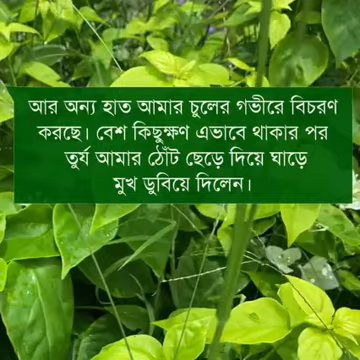 আর অন্য হাত আমার চুলের গভীরে বিচরণ
করছে। বেশ কিছুক্ষণ এভাবে থাকার পর
তুর্য আমার ঠোঁট ছেড়ে দিয়ে ঘাড়ে
মুখ ডুবিয়ে দিলেন।